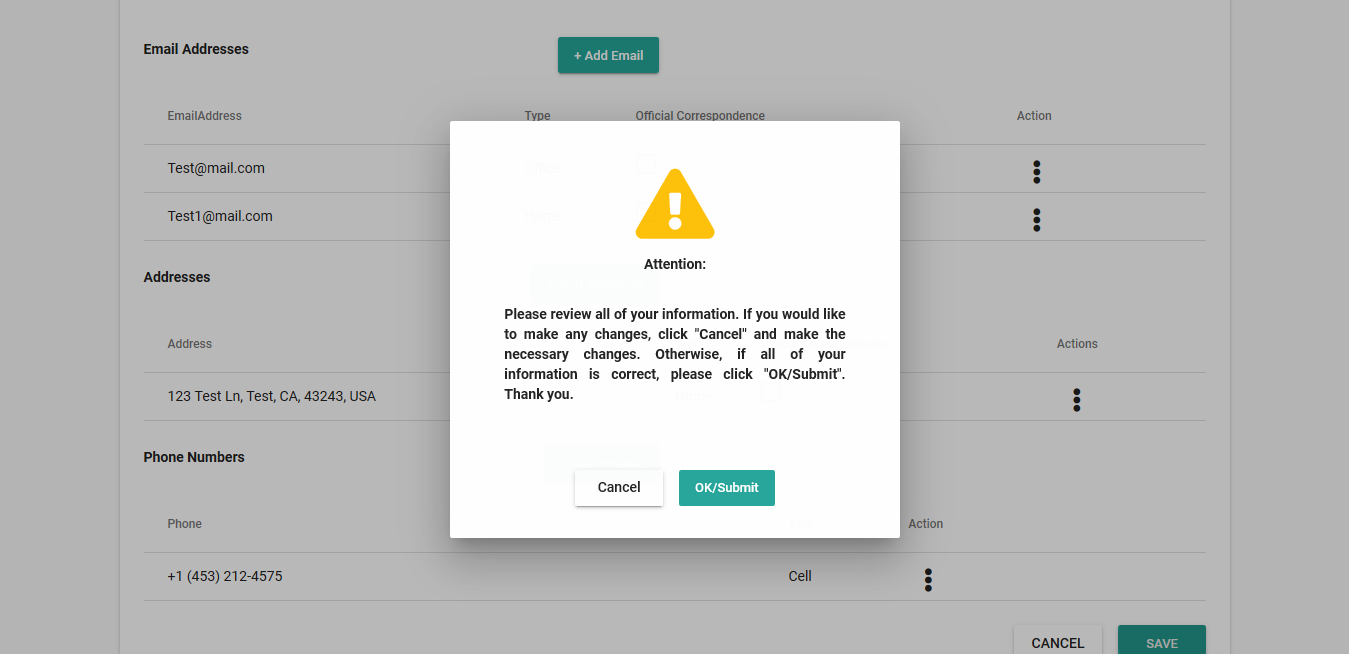 Email Addresses
+ Add Email
EmailAddress Type Official Correspondence Action
Test@mail.com
Test1@mail.com
Attention:
Addresses
Please review all of your information. If you would like
to make any changes, click "Cancel" and make the
necessary changes. Otherwise, if all of your
information is correct, please click "OK/Submit".
Thank you.
Address Actions
123 Test Ln, Test, CA, 43243, USA
Phone Numbers
Cancel OK/Submit
Phone Action
+1 (453) 212-4575 Cell
CANCEL SAVE